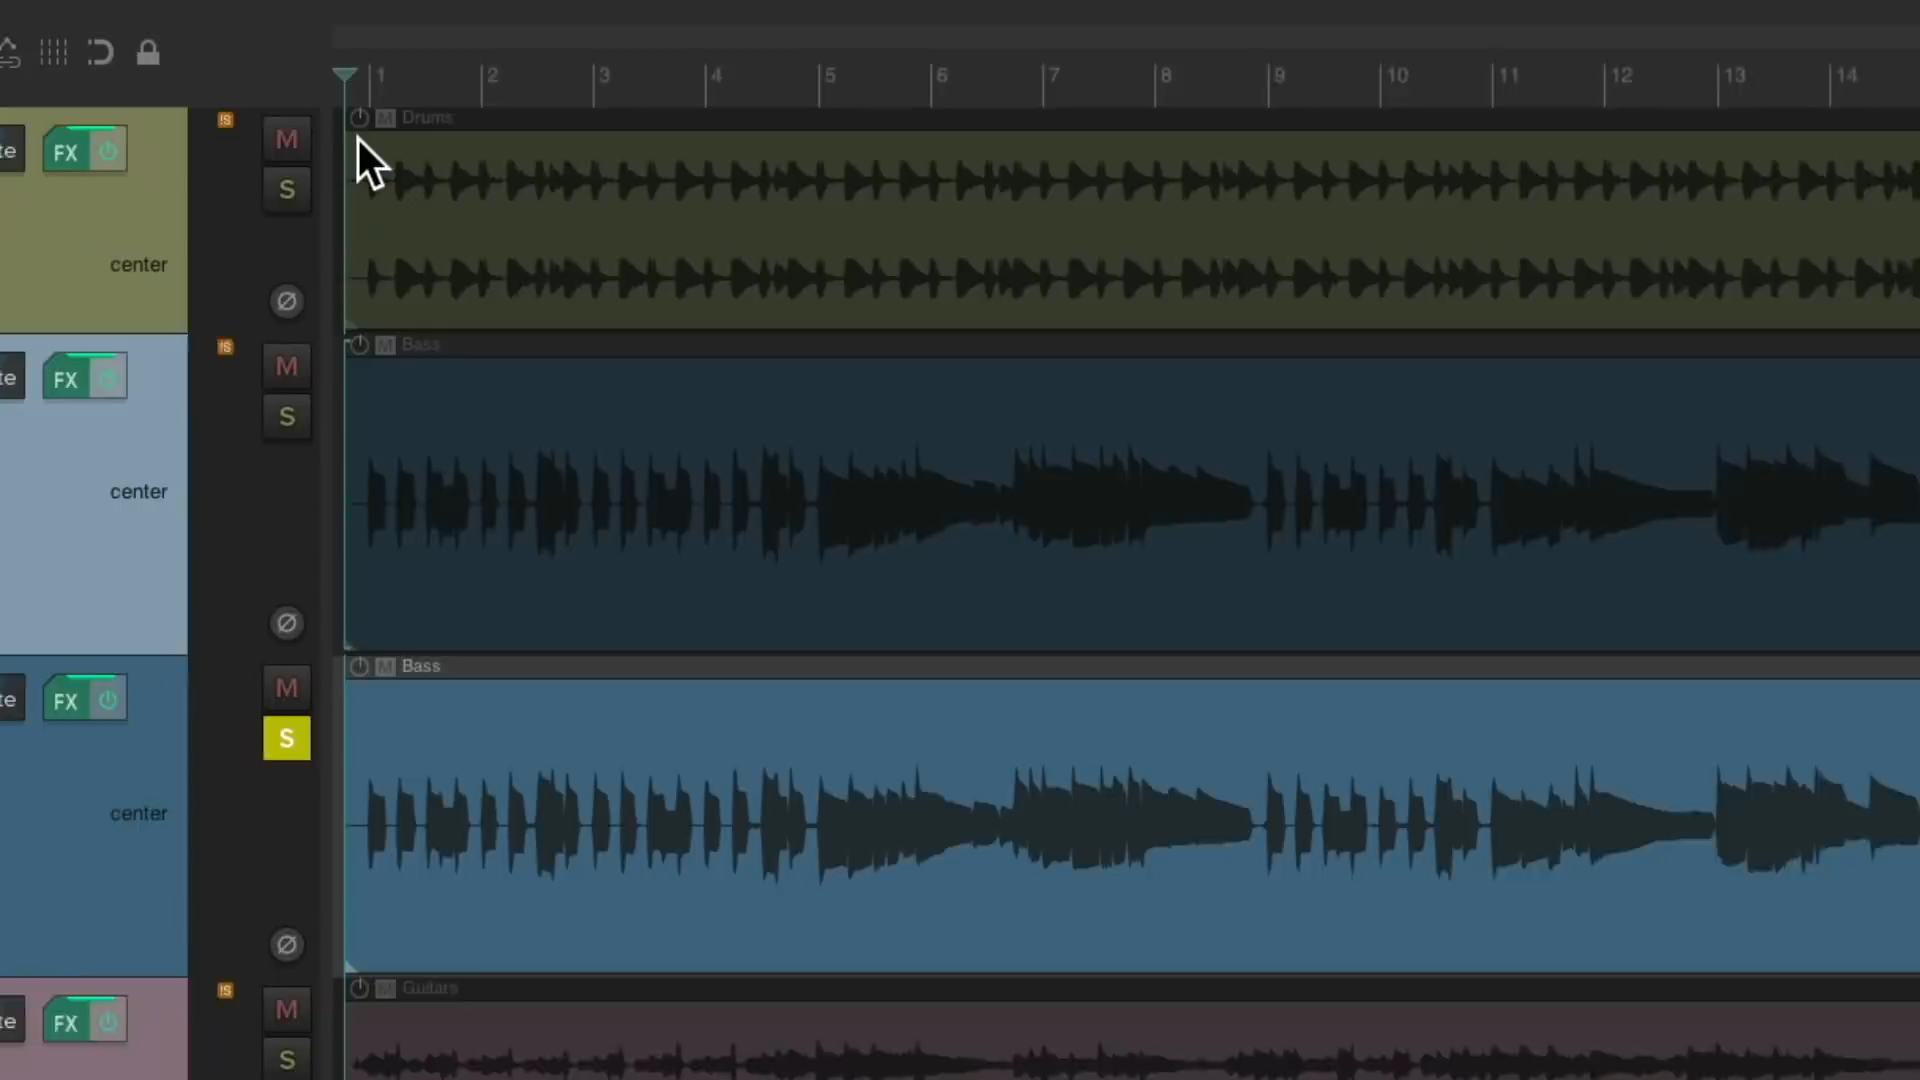 1 2 3 4 5 6 7 8 9 10 11 12 13 14
te FX !S M M Drums
S
center
Ø
te FX !S M M Bass
S
center
Ø
te FX M M Bass
S
center
Ø
te FX !S M M Guitars
S